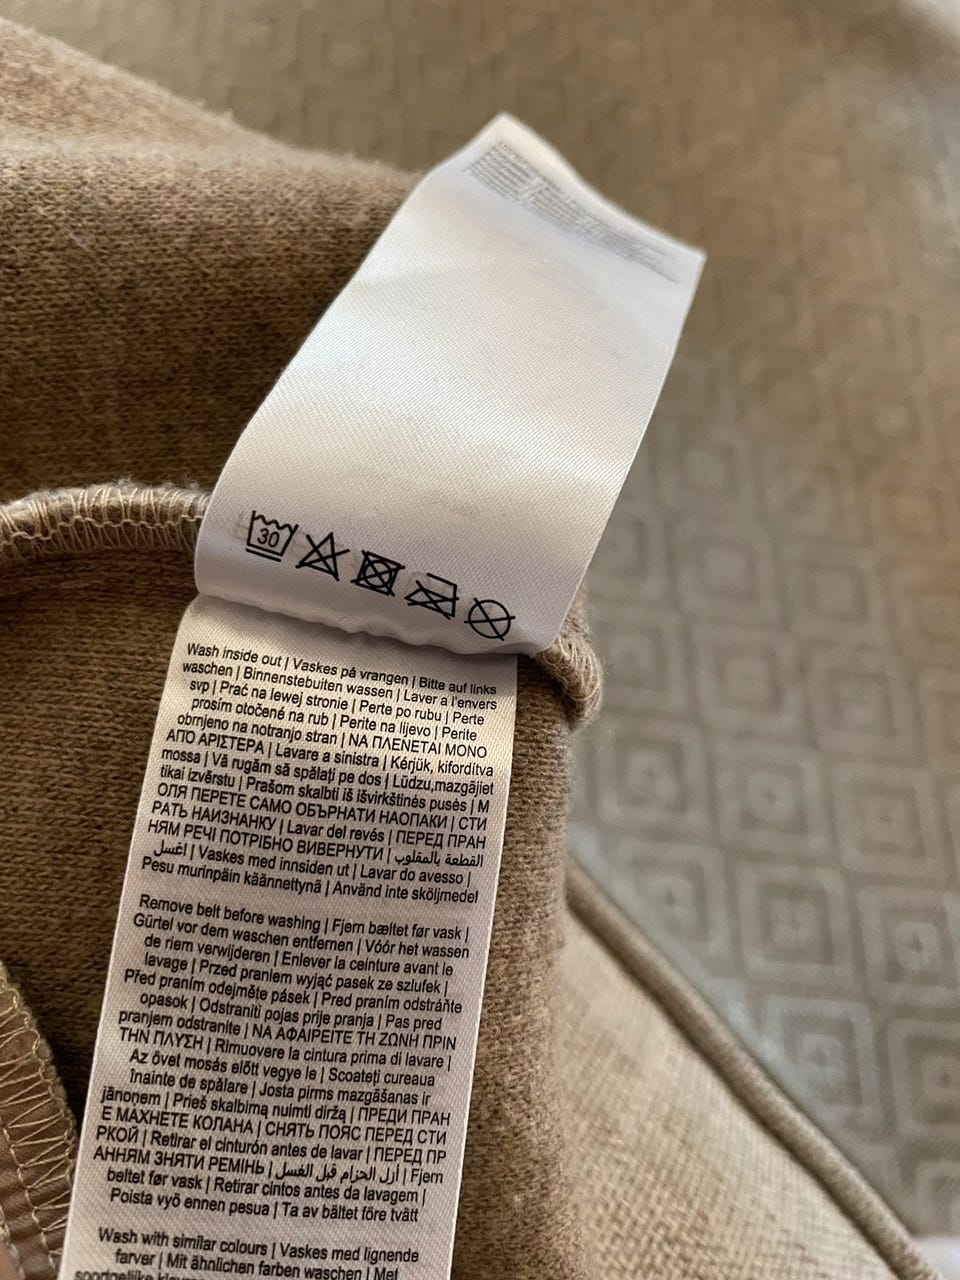 30
Wash inside out | Vaskes på vrangen | Bitte auf links
waschen | Binnenstebuiten wassen | Laver a l'envers
svp | Prać na lewej stronie | Perte po rubu | Perte
prosím otočené na rub | Perite na lijevo | Perite
obrnjeno na notranjo stran | ΝΑ ΠΛΕΝΕΤΑΙ ΜΟΝΟ
ΑΠΌ ΑΡΙΣΤΕΡΑ | Lavare a sinistra | Kérjük, kifordítva
mossa | Vă rugăm să spălați pe dos | Lūdzu,mazgājiet
tikai izvērstu | Prašom skalbti iš išvirkštinės pusės | М
ОЛЯ ПЕРЕТЕ САМО ОБЪРНАТИ НАОПАКИ | СТИ
РАТЬ НАИЗНАНКУ | Lavar del revés | ПЕРЕД ПРАН
НЯМ РЕЧІ ПОТРІБНО ВИВЕРНУТИ | القطعة بالمقلوب
اغسل | Vaskes med innsiden ut | Lavar do avesso |
Pesu murinpäin käännettynä | Använd inte sköljmedel
Remove belt before washing | Fjern bæltet før vask |
Gürtel vor dem waschen entfernen | Vóór het wassen
de riem verwijderen | Enlever la ceinture avant le
lavage | Przed praniem wyjąć pasek ze szlufek |
Před praním odejměte pásek | Pred praním odstráňte
opasok | Odstraniti pojas prije pranja | Pas pred
pranjem odstranite | ΝΑ ΑΦΑΙΡΕΙΤΕ ΤΗ ΖΩΝΗ ΠΡΙΝ
ΤΗΝ ΠΛΥΣΗ | Rimuovere la cintura prima di lavare |
Az övet mosás előtt vegye le | Scoateți cureaua
înainte de spălare | Josta pirms mazgāšanas ir
jānoņem | Prieš skalbimą nuimti diržą | ПРЕДИ ПРАН
Е МАХНЕТЕ КОЛАНА | СНЯТЬ ПОЯС ПЕРЕД СТИ
РКОЙ | Retirar el cinturón antes de lavar | ПЕРЕД ПР
АННЯМ ЗНЯТИ РЕМІНЬ | أزل الحزام قبل الغسل | Fjern
beltet før vask | Retirar cintos antes da lavagem |
Poista vyö ennen pesua | Ta av bältet före tvätt
Wash with similar colours | Vaskes med lignende
farver | Mit ähnlichen farben waschen | Met